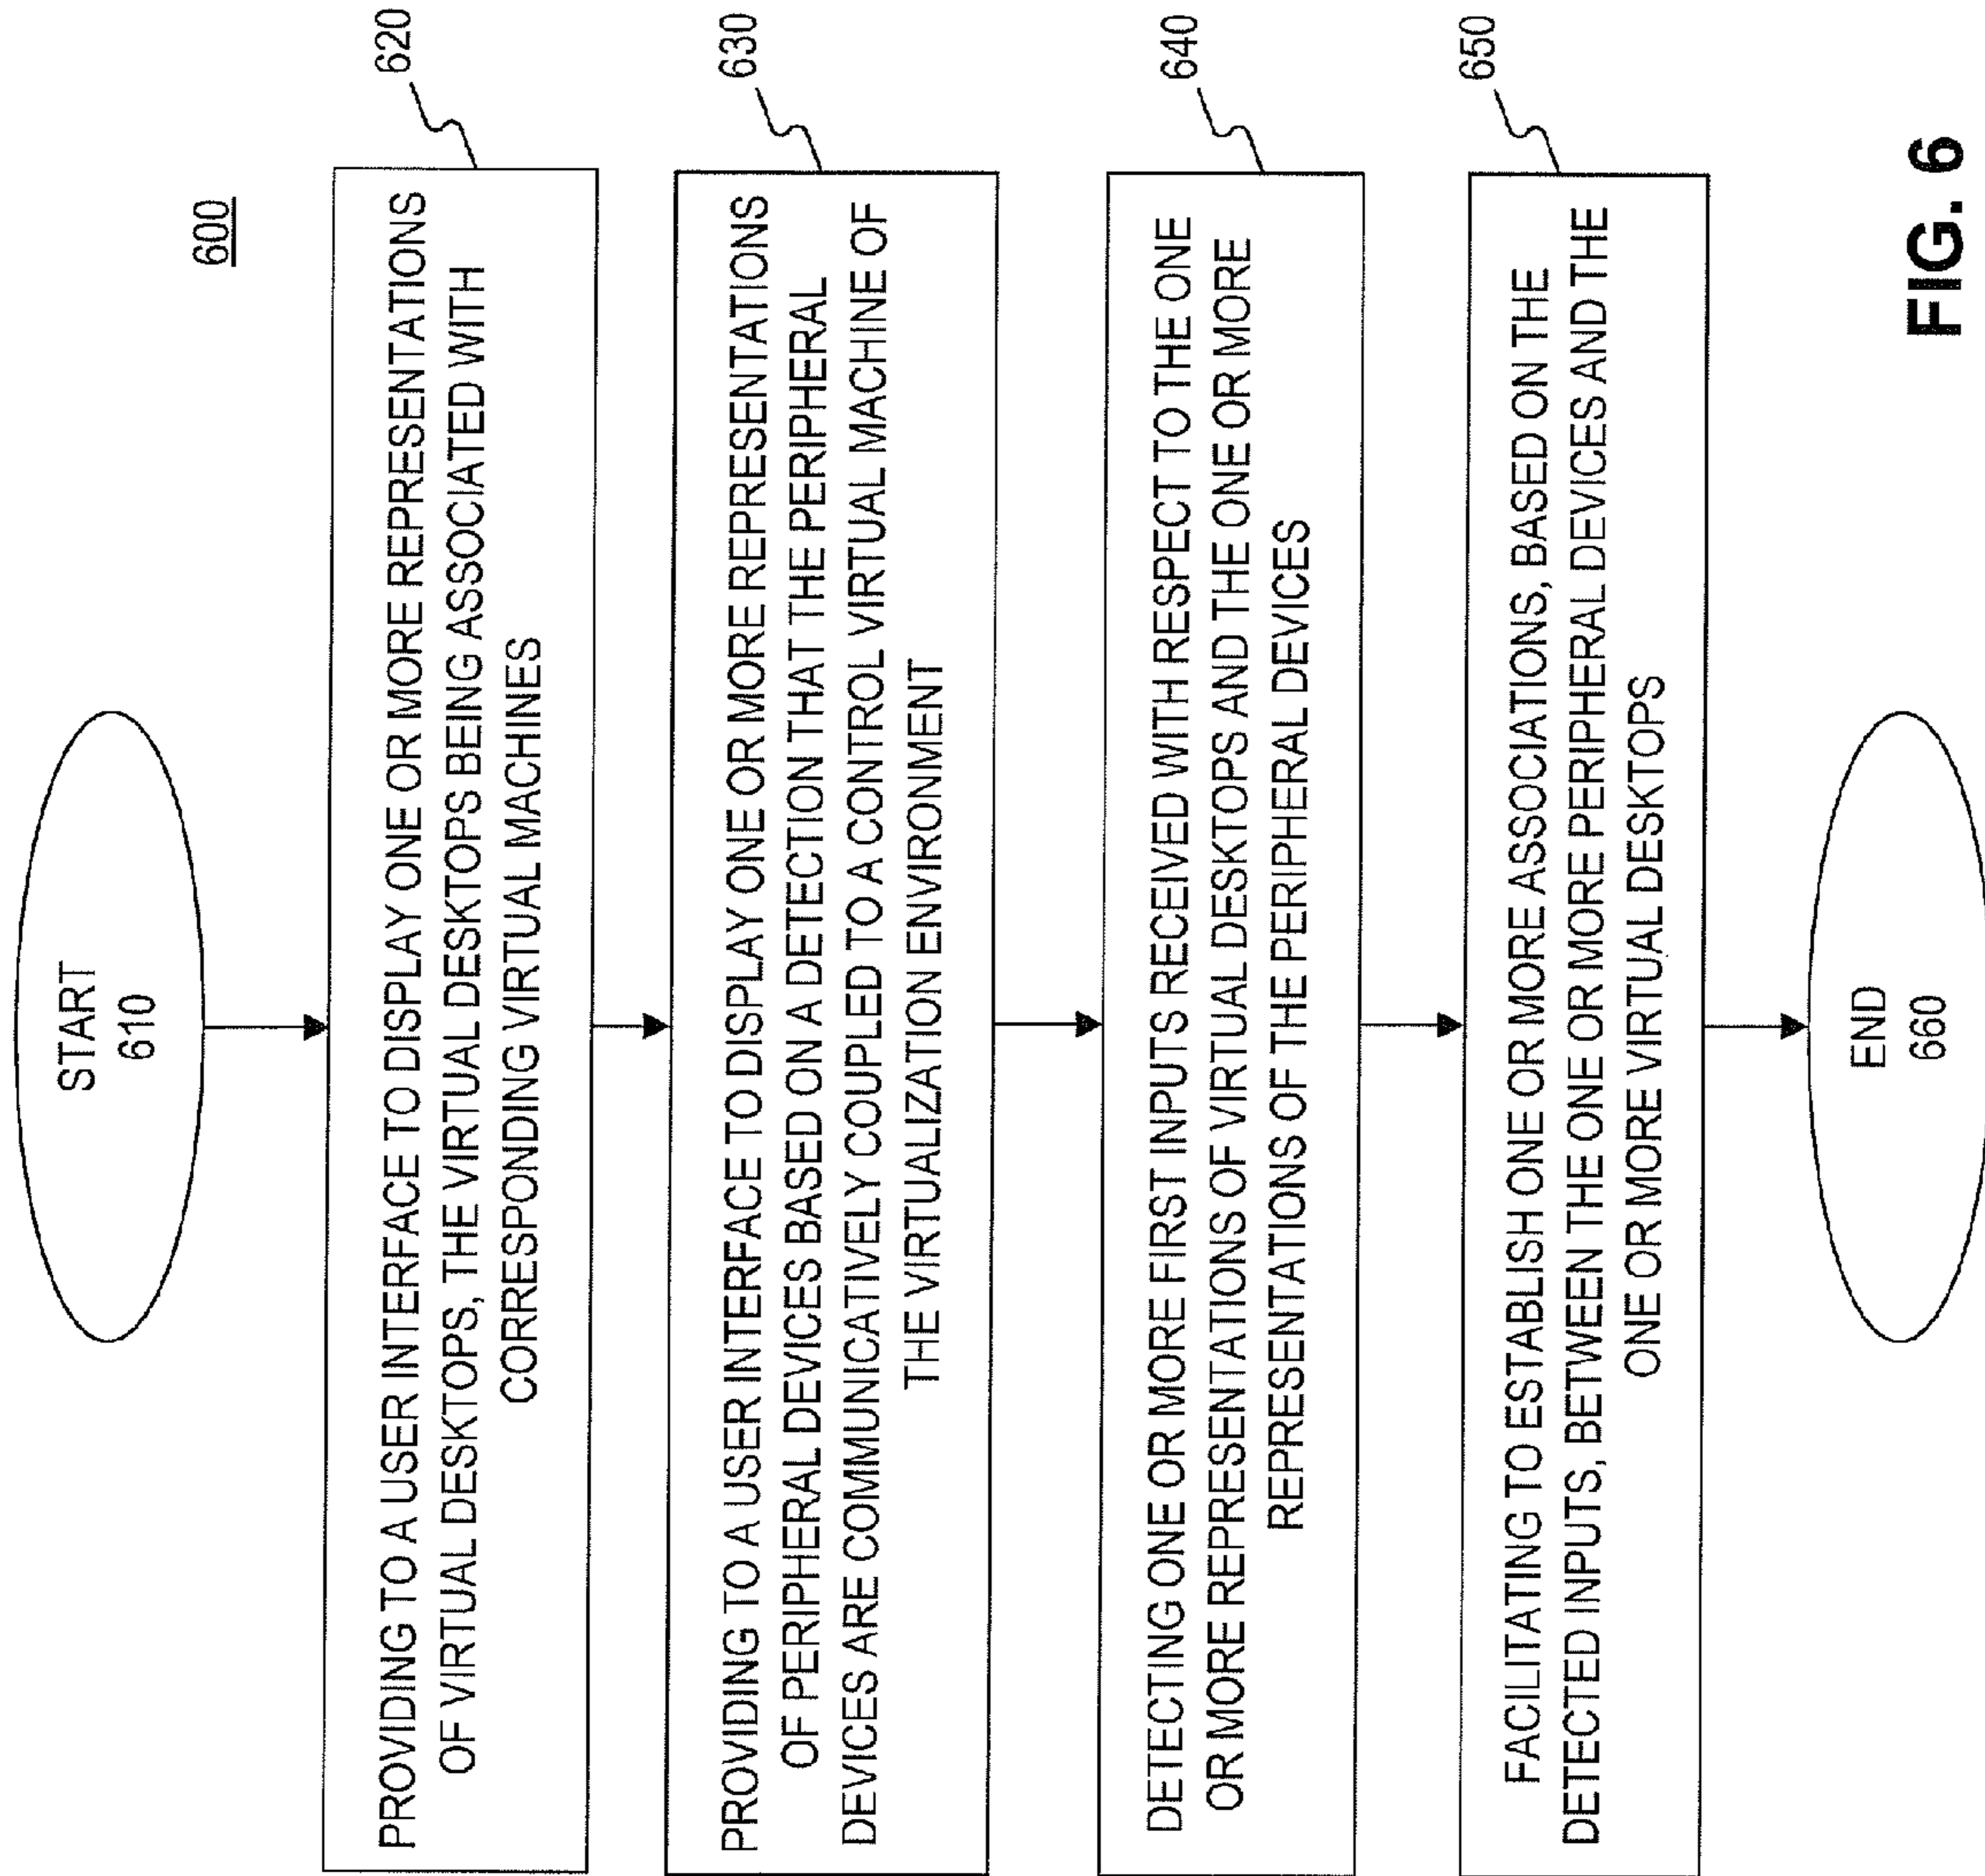 600
START
610
PROVIDING TO A USER INTERFACE TO DISPLAY ONE OR MORE REPRESENTATIONS
OF VIRTUAL DESKTOPS, THE VIRTUAL DESKTOPS BEING ASSOCIATED WITH
CORRESPONDING VIRTUAL MACHINES
620
PROVIDING TO A USER INTERFACE TO DISPLAY ONE OR MORE REPRESENTATIONS
OF PERIPHERAL DEVICES BASED ON A DETECTION THAT THE PERIPHERAL
DEVICES ARE COMMUNICATIVELY COUPLED TO A CONTROL VIRTUAL MACHINE OF
THE VIRTUALIZATION ENVIRONMENT
630
DETECTING ONE OR MORE FIRST INPUTS RECEIVED WITH RESPECT TO THE ONE
OR MORE REPRESENTATIONS OF VIRTUAL DESKTOPS AND THE ONE OR MORE
REPRESENTATIONS OF THE PERIPHERAL DEVICES
640
FACILITATING TO ESTABLISH ONE OR MORE ASSOCIATIONS, BASED ON THE
DETECTED INPUTS, BETWEEN THE ONE OR MORE PERIPHERAL DEVICES AND THE
ONE OR MORE VIRTUAL DESKTOPS
650
END
660
FIG. 6